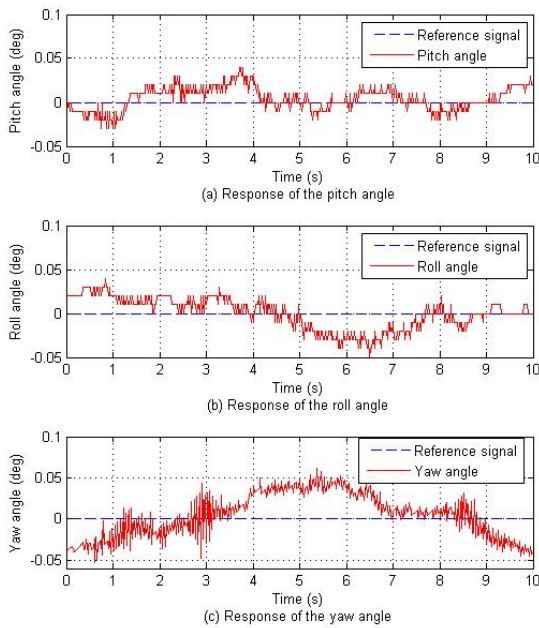 0.1
Reference signal
Pitch angle
0.05
0
-0.05
Pitch angle (deg)
0 1 2 3 4 5 6 7 8 9 10
Time (s)
(a) Response of the pitch angle
0.1
Reference signal
Roll angle
0.05
0
-0.05
Roll angle (deg)
0 1 2 3 4 5 6 7 8 9 10
Time (s)
(b) Response of the roll angle
0.1
Reference signal
Yaw angle
0.05
0
-0.05
Yaw angle (deg)
0 1 2 3 4 5 6 7 8 9 10
Time (s)
(c) Response of the yaw angle